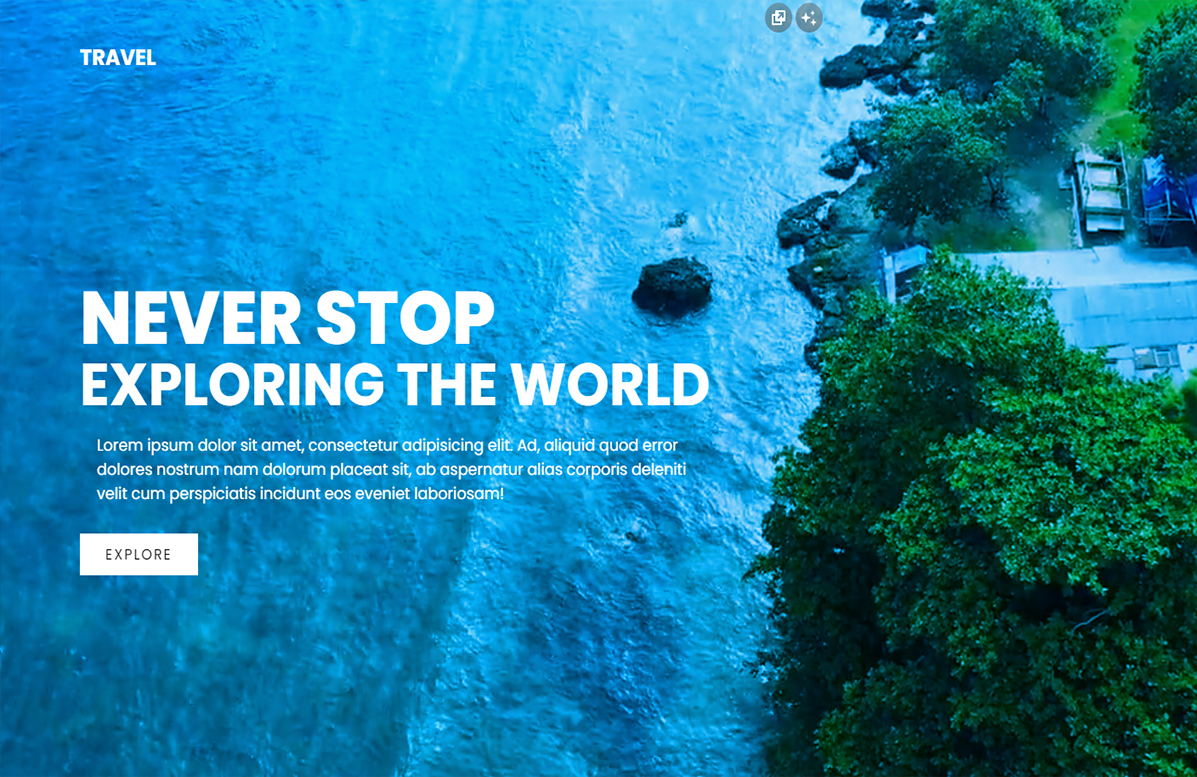 TRAVEL
NEVER STOP
EXPLORING THE WORLD
Lorem ipsum dolor sit amet, consectetur adipisicing elit. Ad, aliquid quod error
dolores nostrum nam dolorum placeat sit, ab aspernatur alias corporis deleniti
velit cum perspiciatis incidunt eos eveniet laboriosam!
EXPLORE